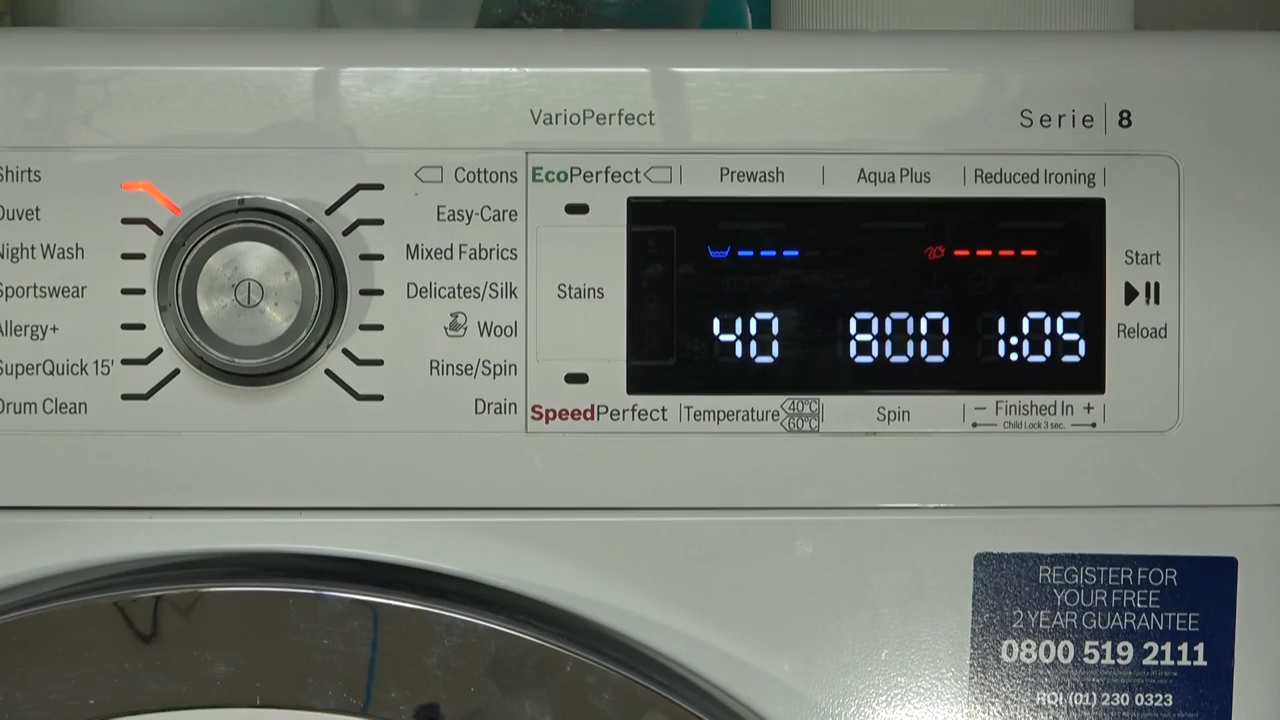 VarioPerfect
Serie 8
Shirts
Duvet
Night Wash
Sportswear
Allergy+
SuperQuick 15'
Drum Clean
Cottons
Easy-Care
Mixed Fabrics
Delicates/Silk
Wool
Rinse/Spin
Drain
EcoPerfect
Prewash
Aqua Plus
Reduced Ironing
Stains
40
800
1:05
Start
Reload
SpeedPerfect
Temperature
40°C
60°C
Spin
− Finished In +
Child Lock 3 sec.
REGISTER FOR
YOUR FREE
2 YEAR GUARANTEE
0800 519 2111
ROI (01) 230 0323